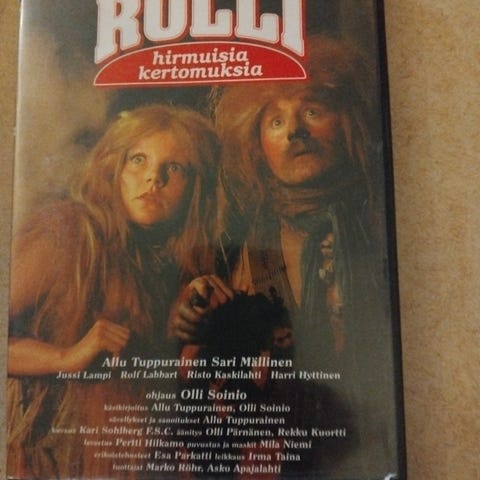 ROLLI
hirmuisia
kertomuksia
Allu Tuppurainen Sari Mällinen
Jussi Lampi Rolf Labbart Risto Kaskilahti Harri Hyttinen
ohjaus Olli Soinio
käsikirjoitus Allu Tuppurainen, Olli Soinio
sävellykset ja sanoitukset Allu Tuppurainen
kuvaus Kari Sohlberg F.S.C. äänitys Olli Pärnänen, Rekku Kuortti
lavastus Pertti Hilkamo puvustus ja maskit Mila Niemi
erikoistehosteet Esa Parkatti leikkaus Irma Taina
tuottajat Marko Röhr, Asko Apajalahti